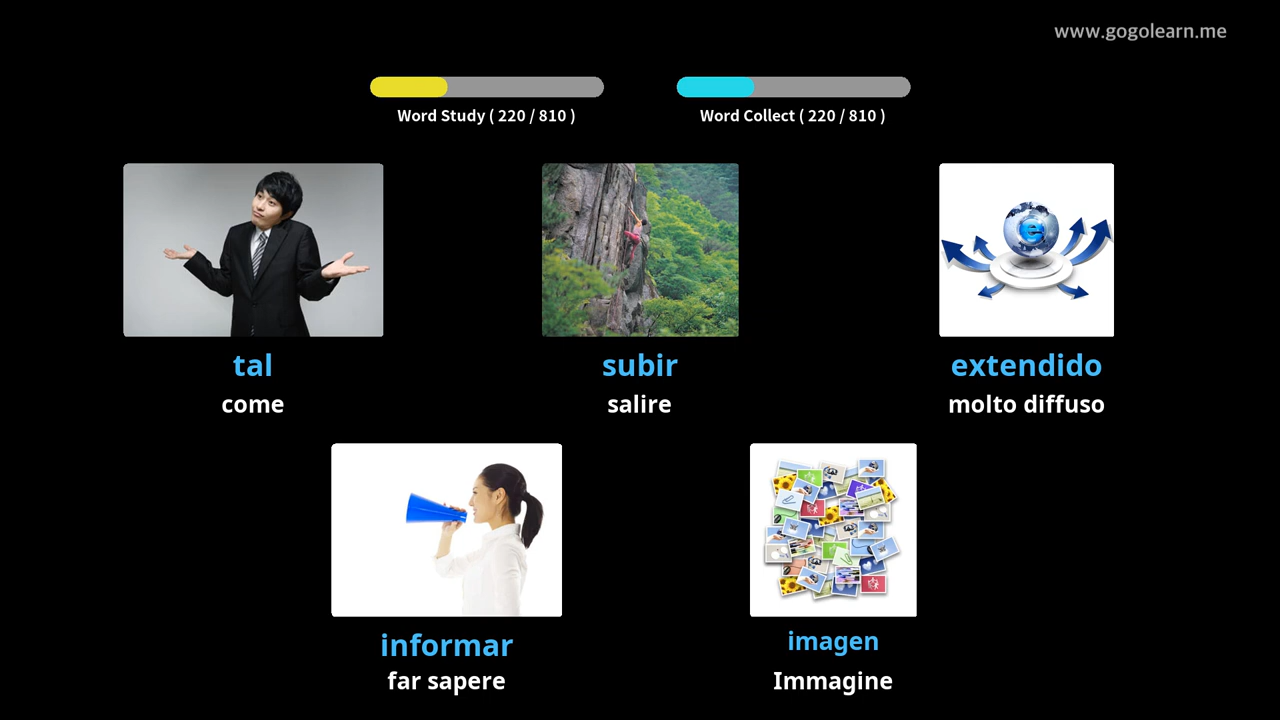 www.gogolearn.me
Word Study ( 220 / 810 )
Word Collect ( 220 / 810 )
tal
come
subir
salire
extendido
molto diffuso
informar
far sapere
imagen
Immagine